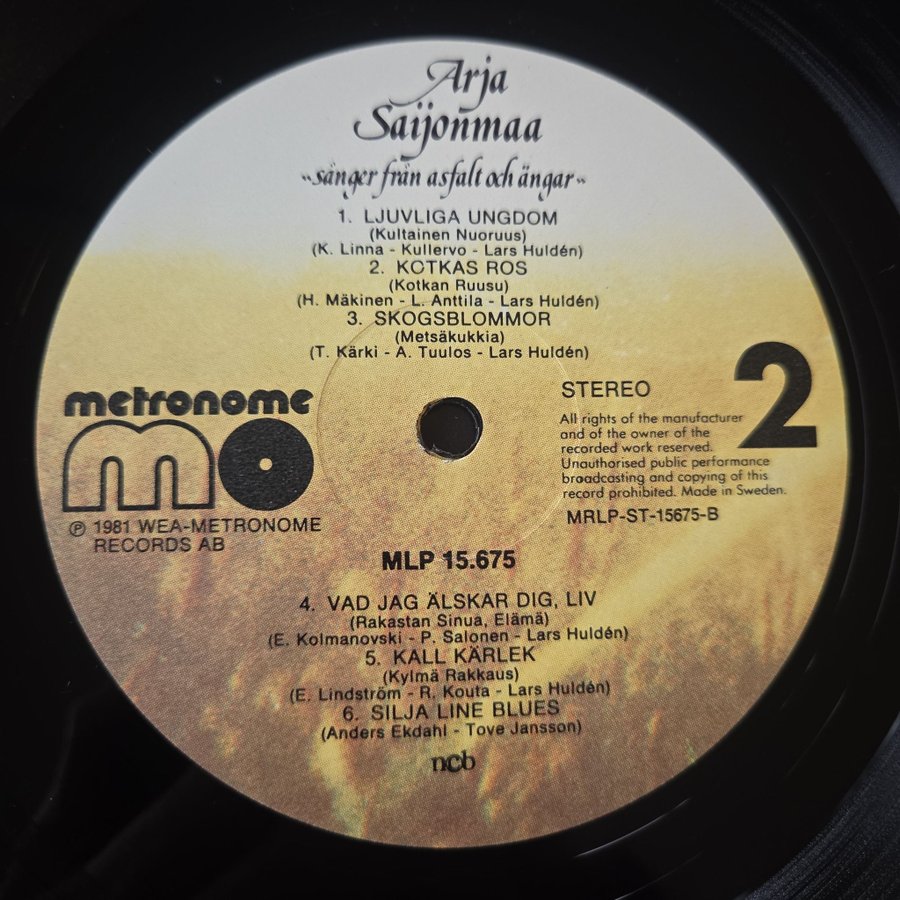 Arja
Saijonmaa
"sånger från asfalt och ängar"
1. LJUVLIGA UNGDOM
(Kultainen Nuoruus)
(K. Linna - Kullervo - Lars Huldén)
2. KOTKAS ROS
(Kotkan Ruusu)
(H. Mäkinen - L. Anttila - Lars Huldén)
3. SKOGSBLOMMOR
(Metsäkukkia)
(T. Kärki - A. Tuulos - Lars Huldén)
metronome
mo
℗ 1981 WEA-METRONOME
RECORDS AB
STEREO
2
All rights of the manufacturer
and of the owner of the
recorded work reserved.
Unauthorised public performance
broadcasting and copying of this
record prohibited. Made in Sweden.
MRLP-ST-15675-B
MLP 15.675
4. VAD JAG ÄLSKAR DIG, LIV
(Rakastan Sinua, Elämä)
(E. Kolmanovski - P. Salonen - Lars Huldén)
5. KALL KÄRLEK
(Kylmä Rakkaus)
(E. Lindström - R. Kouta - Lars Huldén)
6. SILJA LINE BLUES
(Anders Ekdahl - Tove Jansson)
ncb